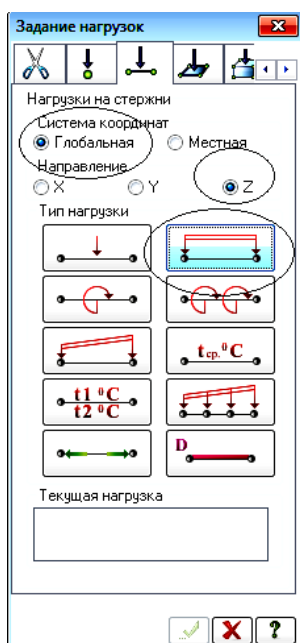 Задание нагрузок
Нагрузки на стержни
Система координат
Глобальная Местная
Направление
X Y Z
Тип нагрузки
tср.⁰C
t1 ⁰C
t2 ⁰C
D
Текущая нагрузка
?